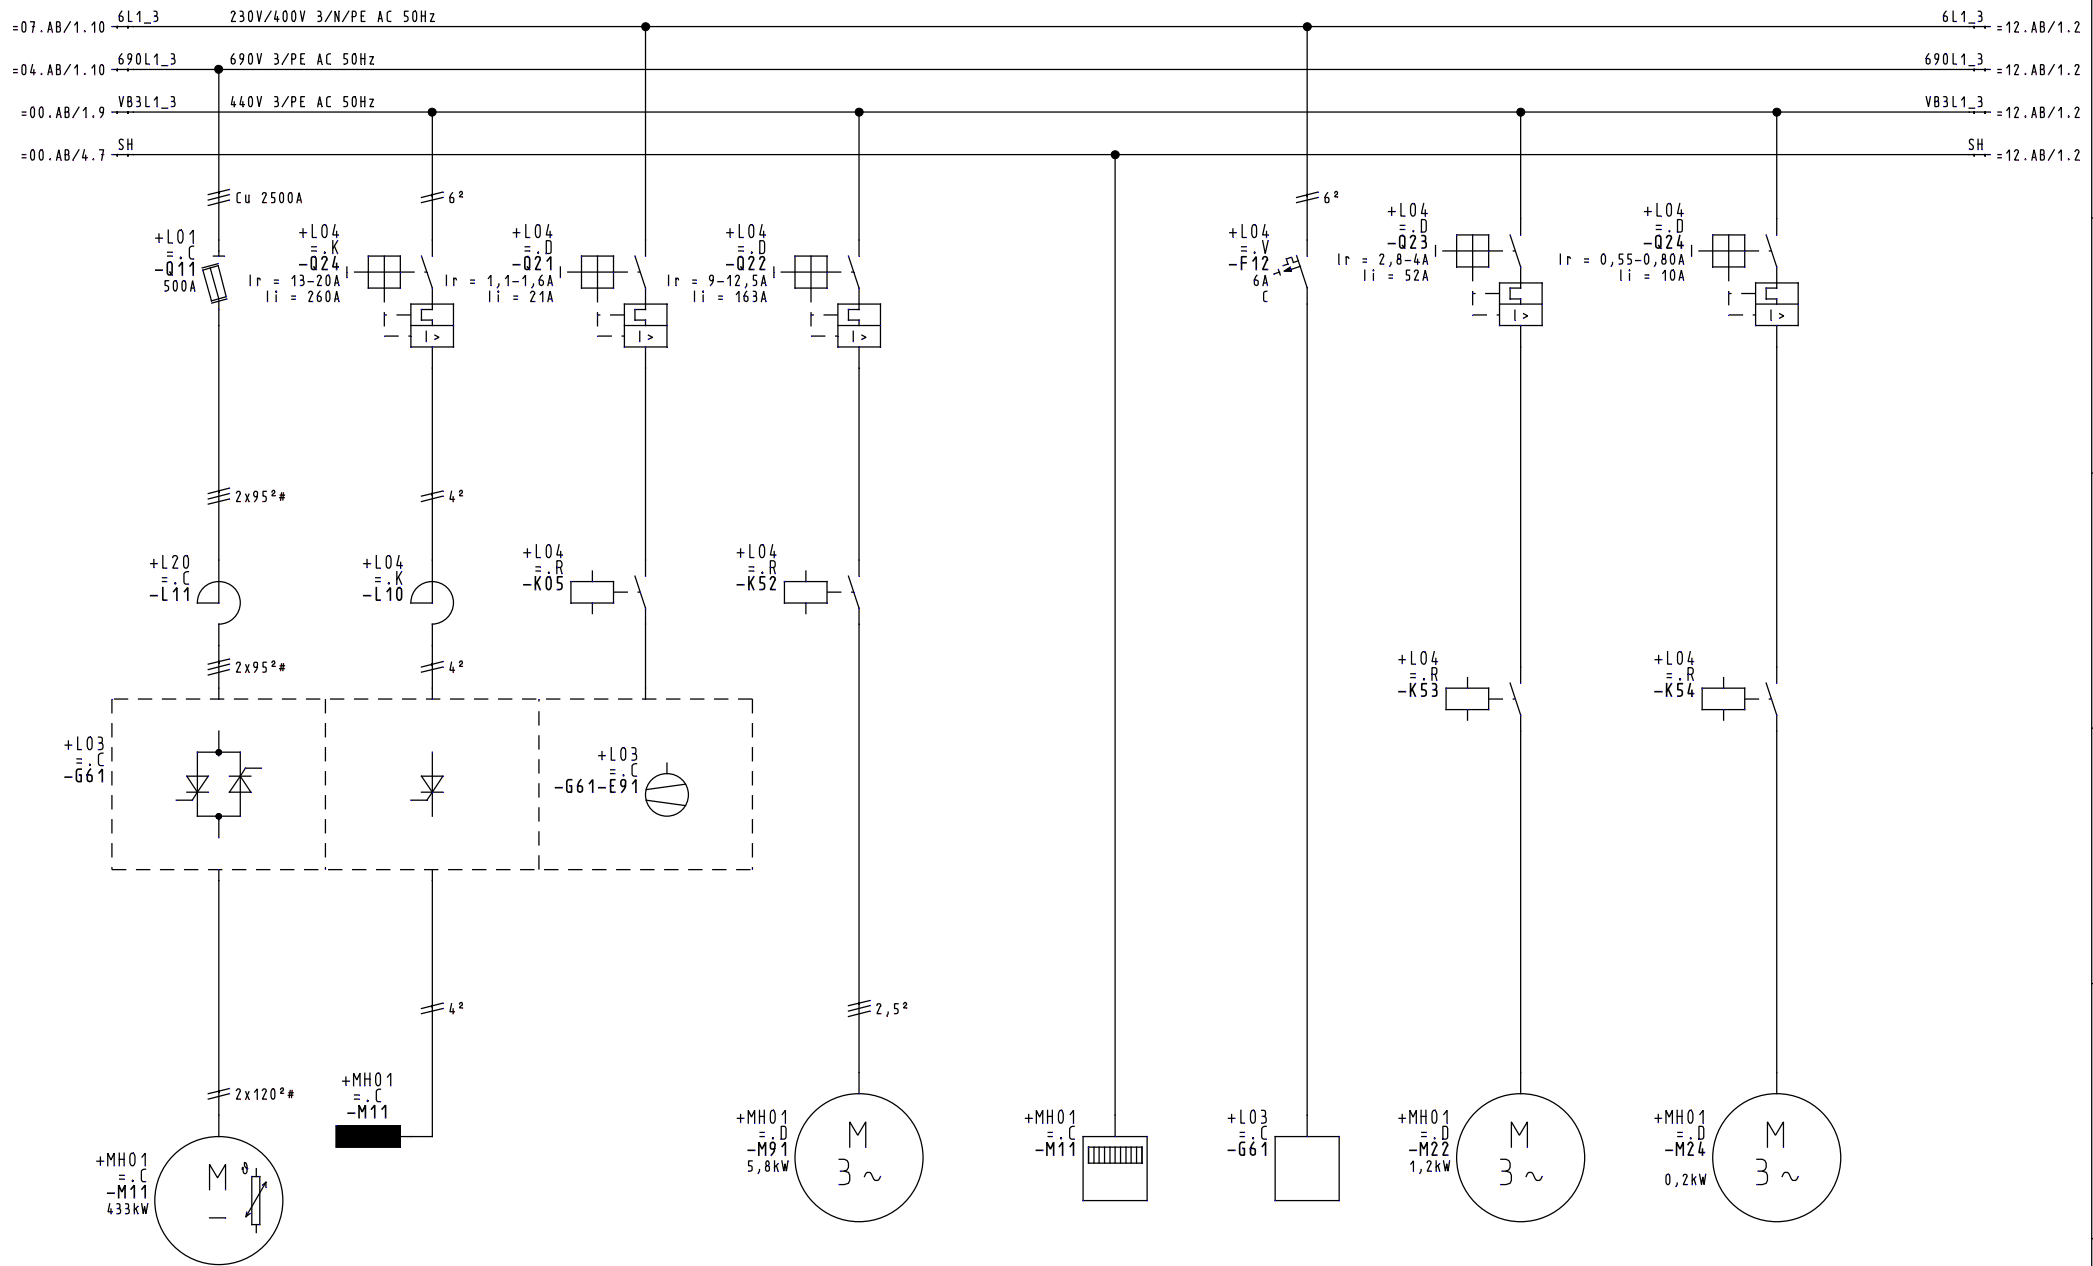 =07.AB/1.10 6L1_3 230V/400V 3/N/PE AC 50Hz 6L1_3 =12.AB/1.2
=04.AB/1.10 690L1_3 690V 3/PE AC 50Hz 690L1_3 =12.AB/1.2
=00.AB/1.9 VB3L1_3 440V 3/PE AC 50Hz VB3L1_3 =12.AB/1.2
=00.AB/4.7 SH SH =12.AB/1.2
Cu 2500A
6²
6²
+L01
=.C
-Q11
500A
+L04
=.K
-Q24
Ir = 13-20A
Ii = 260A
I >
+L04
=.D
-Q21
Ir = 1,1-1,6A
Ii = 21A
I >
+L04
=.D
-Q22
Ir = 9-12,5A
Ii = 163A
I >
+L04
=.V
-F12
6A
C
+L04
=.D
-Q23
Ir = 2,8-4A
Ii = 52A
I >
+L04
=.D
-Q24
Ir = 0,55-0,80A
Ii = 10A
I >
2x95²#
4²
+L20
=.C
-L11
+L04
=.K
-L10
+L04
=.R
-K05
+L04
=.R
-K52
2x95²#
4²
+L04
=.R
-K53
+L04
=.R
-K54
+L03
=.C
-G61
+L03
=.C
-G61-E91
4²
2,5²
2x120²#
+MH01
=.C
-M11
+MH01
=.C
-M11
433kW
M
ϑ
—
+MH01
=.D
-M91
5,8kW
M
3 ~
+MH01
=.C
-M11
+L03
=.C
-G61
+MH01
=.D
-M22
1,2kW
M
3 ~
+MH01
=.D
-M24
0,2kW
M
3 ~